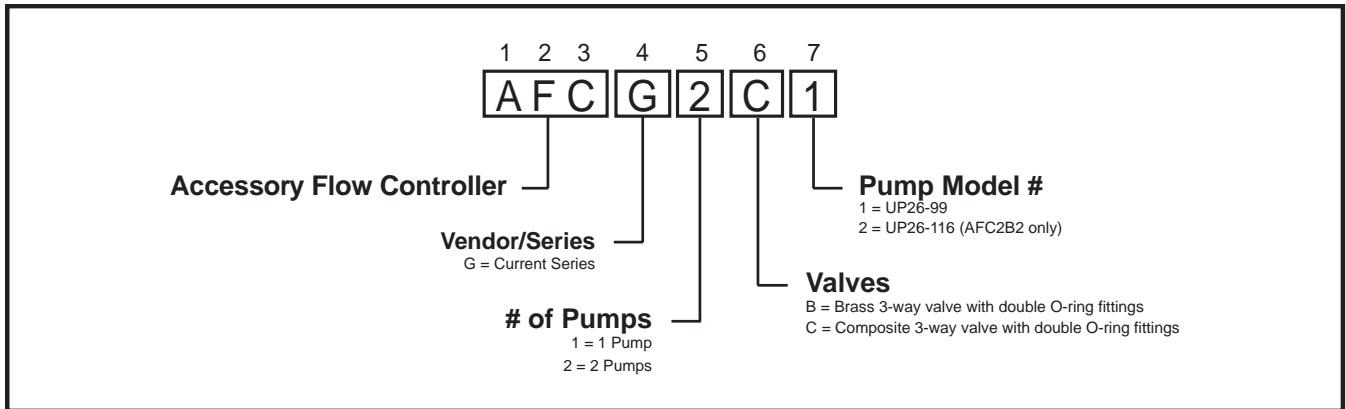 1 2 3 4 5 6 7
A F C G 2 C 1
Accessory Flow Controller
Vendor/Series
G = Current Series
# of Pumps
1 = 1 Pump
2 = 2 Pumps
Pump Model #
1 = UP26-99
2 = UP26-116 (AFC2B2 only)
Valves
B = Brass 3-way valve with double O-ring fittings
C = Composite 3-way valve with double O-ring fittings